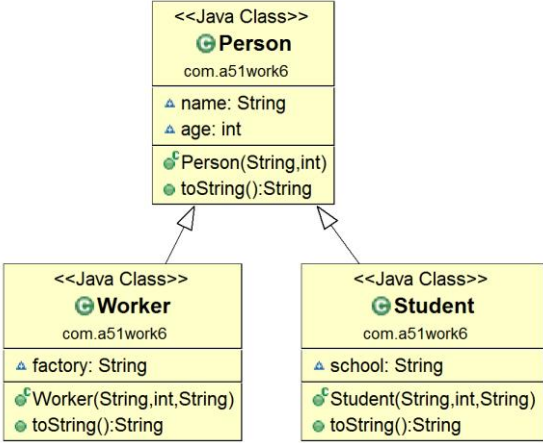 <<Java Class>>
Person
com.a51work6
name: String
age: int
Person(String,int)
toString():String
<<Java Class>>
Worker
com.a51work6
factory: String
Worker(String,int,String)
toString():String
<<Java Class>>
Student
com.a51work6
school: String
Student(String,int,String)
toString():String